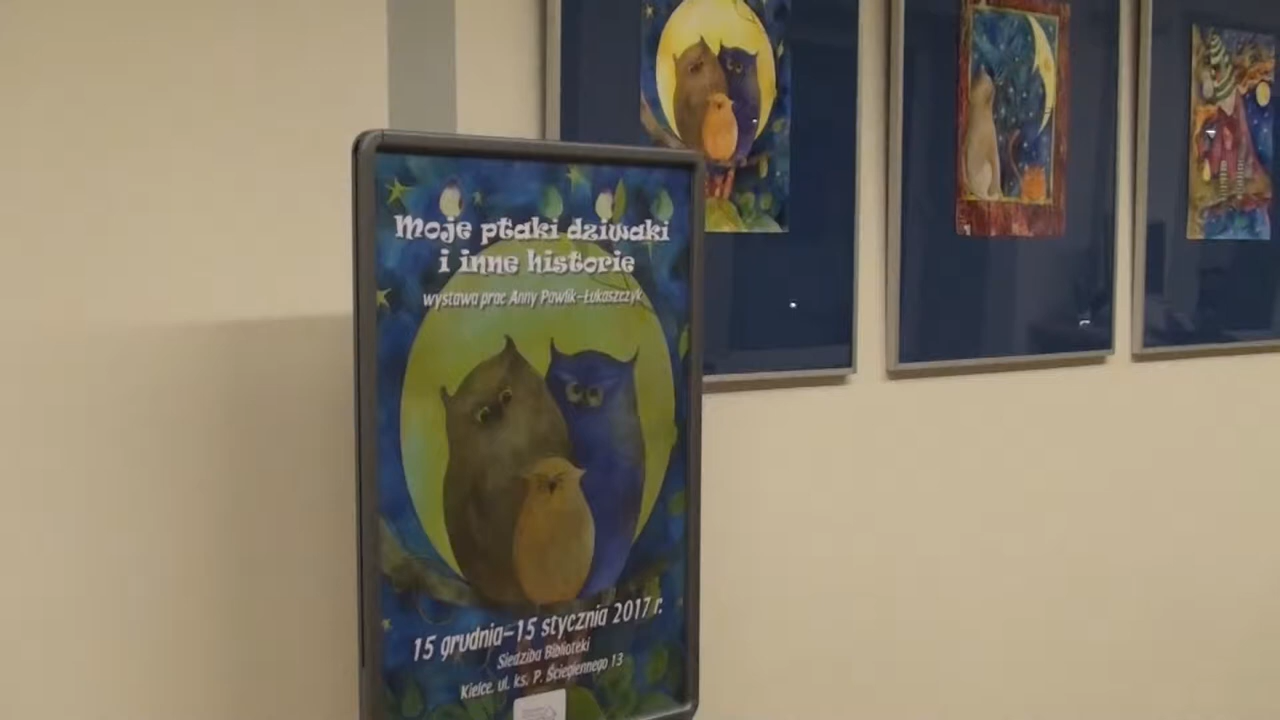 Moje ptaki dziwaki
i inne historie
wystawa prac Anny Pawlik-Łukaszczyk
15 grudnia-15 stycznia 2017 r.
Siedziba Biblioteki
Kielce, ul. ks. P. Ściegiennego 13